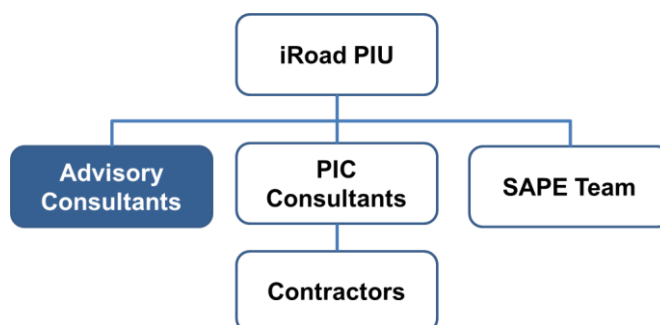 iRoad PIU
Advisory
Consultants
PIC
Consultants
SAPE Team
Contractors